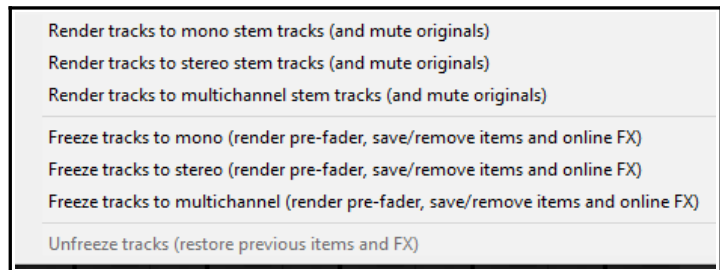 Render tracks to mono stem tracks (and mute originals)
Render tracks to stereo stem tracks (and mute originals)
Render tracks to multichannel stem tracks (and mute originals)
Freeze tracks to mono (render pre-fader, save/remove items and online FX)
Freeze tracks to stereo (render pre-fader, save/remove items and online FX)
Freeze tracks to multichannel (render pre-fader, save/remove items and online FX)
Unfreeze tracks (restore previous items and FX)